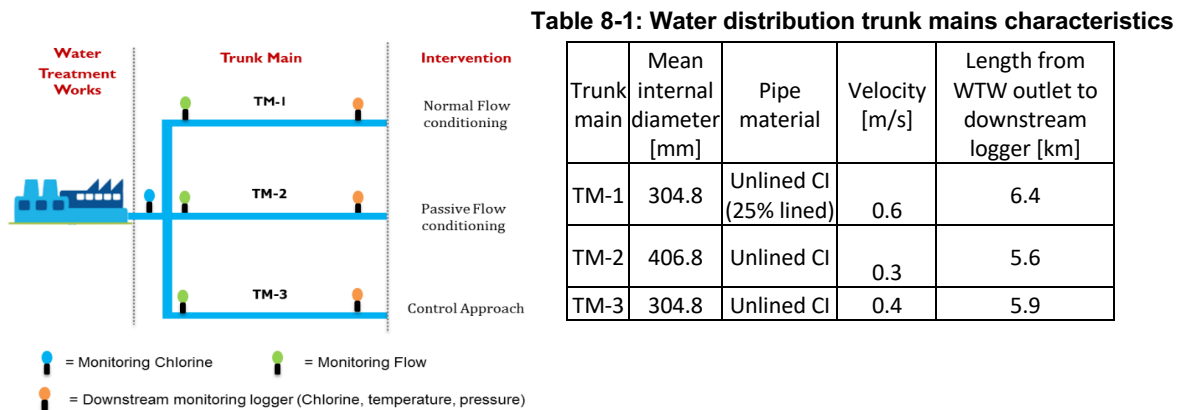 Table 8-1: Water distribution trunk mains characteristics
Water
Treatment
Works
Trunk Main
Intervention
TM-1
Normal Flow
conditioning
TM-2
Passive Flow
conditioning
TM-3
Control Approach
= Monitoring Chlorine
= Monitoring Flow
= Downstream monitoring logger (Chlorine, temperature, pressure)
Trunk main
Mean internal diameter [mm]
Pipe material
Velocity [m/s]
Length from WTW outlet to downstream logger [km]
TM-1 304.8 Unlined CI (25% lined) 0.6 6.4
TM-2 406.8 Unlined CI 0.3 5.6
TM-3 304.8 Unlined CI 0.4 5.9